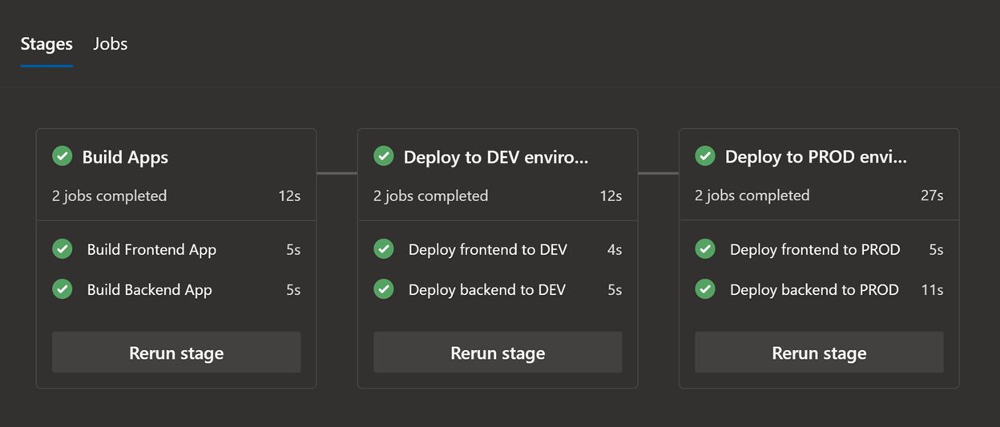 Stages Jobs
Build Apps
2 jobs completed 12s
Build Frontend App 5s
Build Backend App 5s
Rerun stage
Deploy to DEV enviro...
2 jobs completed 12s
Deploy frontend to DEV 4s
Deploy backend to DEV 5s
Rerun stage
Deploy to PROD envi...
2 jobs completed 27s
Deploy frontend to PROD 5s
Deploy backend to PROD 11s
Rerun stage